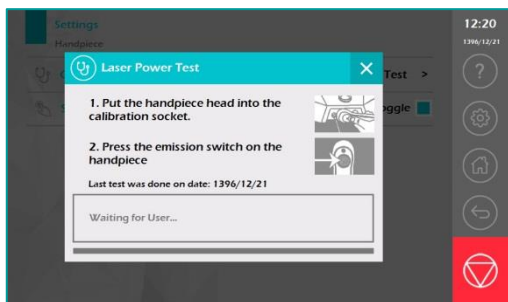 Settings
Handpiece
12:20
1396/12/21
Laser Power Test
Test >
oggle
1. Put the handpiece head into the
calibration socket.
2. Press the emission switch on the
handpiece
Last test was done on date: 1396/12/21
Waiting for User...